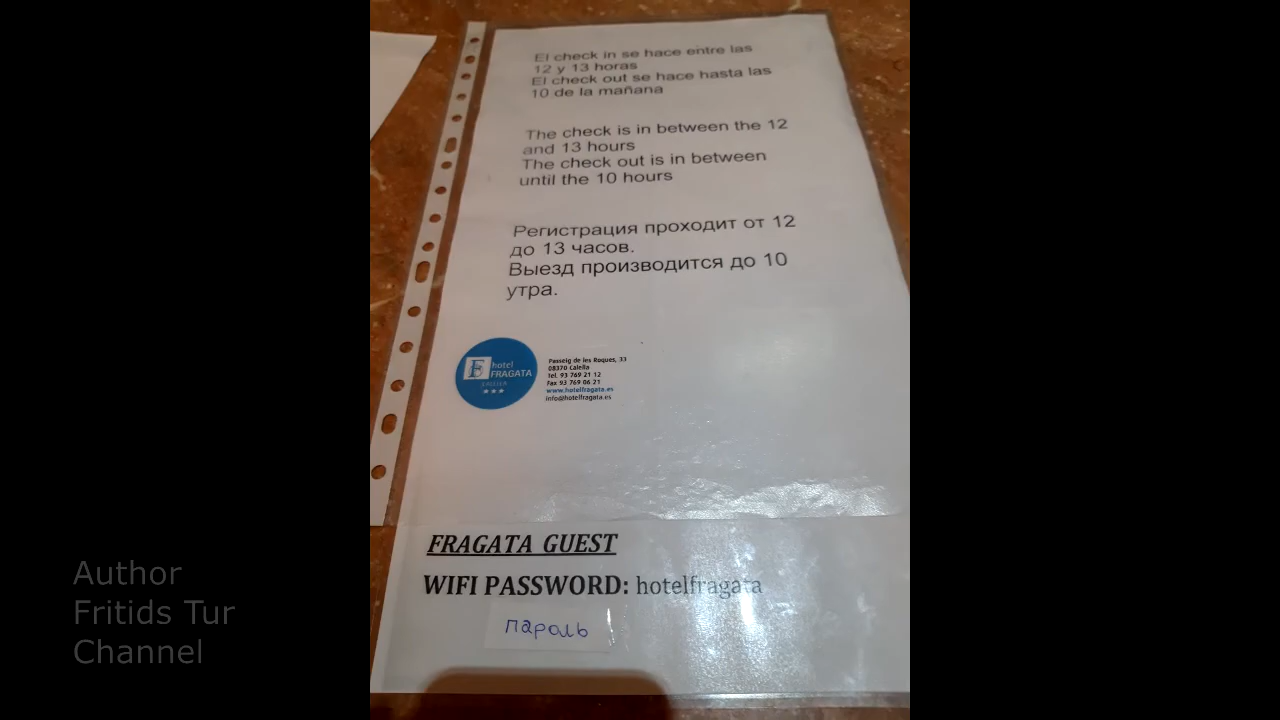 El check in se hace entre las
12 y 13 horas
El check out se hace hasta las
10 de la mañana
The check is in between the 12
and 13 hours
The check out is in between
until the 10 hours
Регистрация проходит от 12
до 13 часов.
Выезд производится до 10
утра.
hotel
FRAGATA
CALELLA
Passeig de les Roques, 33
08370 Calella
Tel. 93 769 21 12
Fax 93 769 06 21
www.hotelfragata.es
info@hotelfragata.es
FRAGATA GUEST
WIFI PASSWORD: hotelfragata
пароль
Author
Fritids Tur
Channel